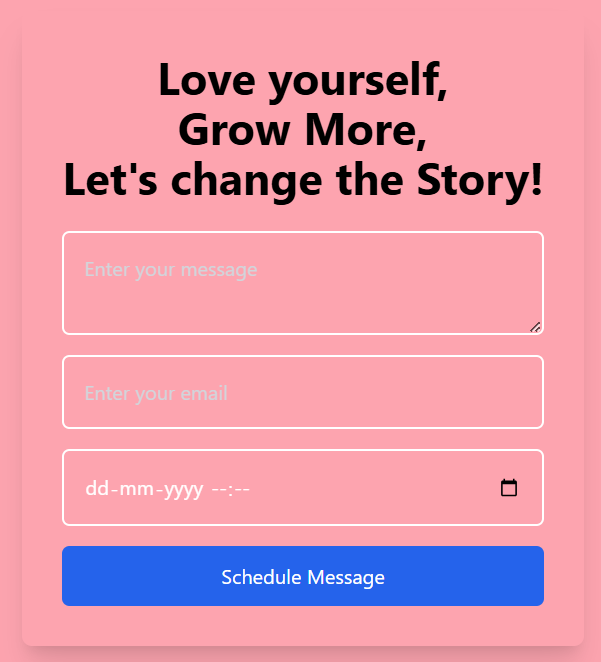 Love yourself,
Grow More,
Let's change the Story!
Enter your message
Enter your email
dd-mm-yyyy --:--
Schedule Message